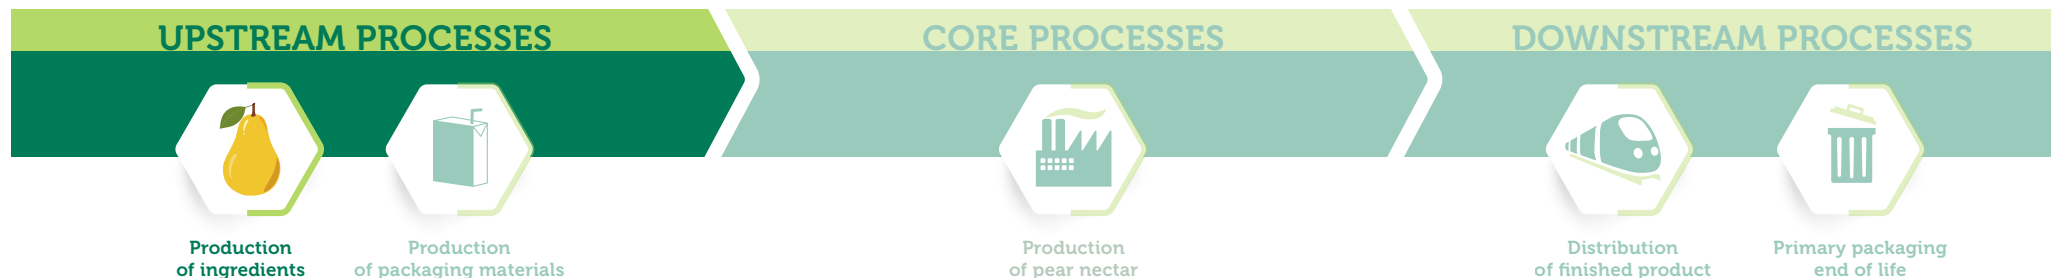 UPSTREAM PROCESSES
CORE PROCESSES
DOWNSTREAM PROCESSES
Production
of ingredients
Production
of packaging materials
Production
of pear nectar
Distribution
of finished product
Primary packaging
end of life